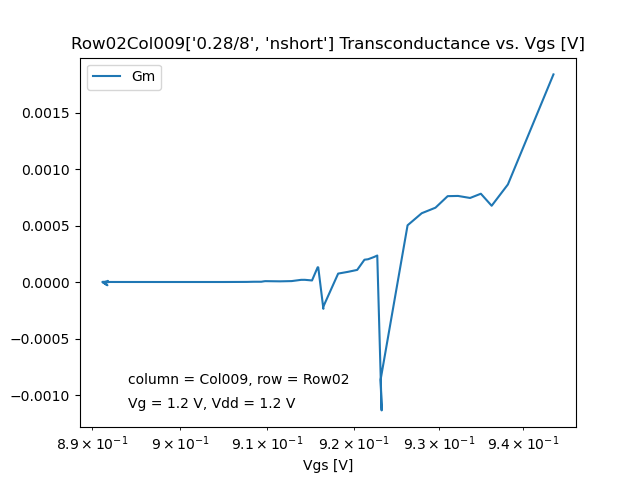 Row02Col009['0.28/8', 'nshort'] Transconductance vs. Vgs [V]
Gm
0.0015
0.0010
0.0005
0.0000
−0.0005
−0.0010
column = Col009, row = Row02
Vg = 1.2 V, Vdd = 1.2 V
8.9 × 10⁻¹ 9 × 10⁻¹ 9.1 × 10⁻¹ 9.2 × 10⁻¹ 9.3 × 10⁻¹ 9.4 × 10⁻¹
Vgs [V]